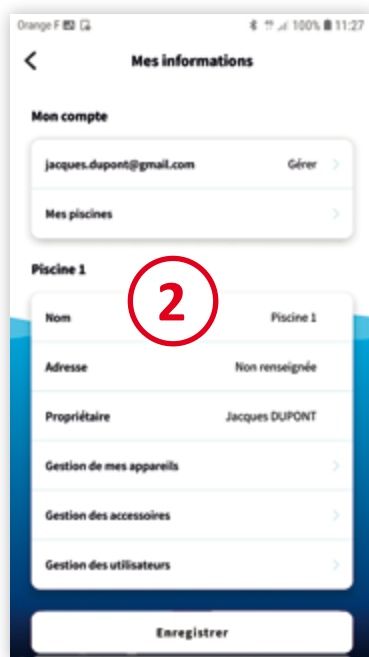 Orange F 100% 11:27
Mes informations
Mon compte
jacques.dupont@gmail.com Gérer
Mes piscines
Piscine 1
2
Nom Piscine 1
Adresse Non renseignée
Propriétaire Jacques DUPONT
Gestion de mes appareils
Gestion des accessoires
Gestion des utilisateurs
Enregistrer